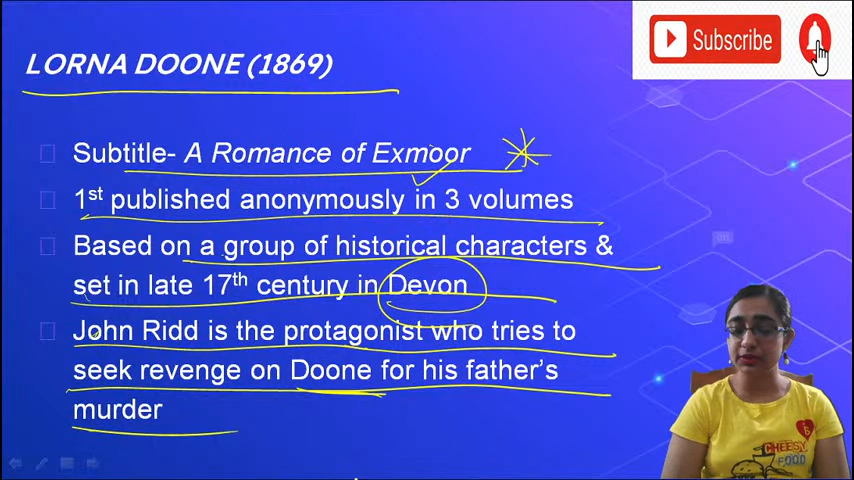 Subscribe
LORNA DOONE (1869)
Subtitle- A Romance of Exmoor
1st published anonymously in 3 volumes
Based on a group of historical characters &
set in late 17th century in Devon
John Ridd is the protagonist who tries to
seek revenge on Doone for his father's
murder
CHEESY
FOOD